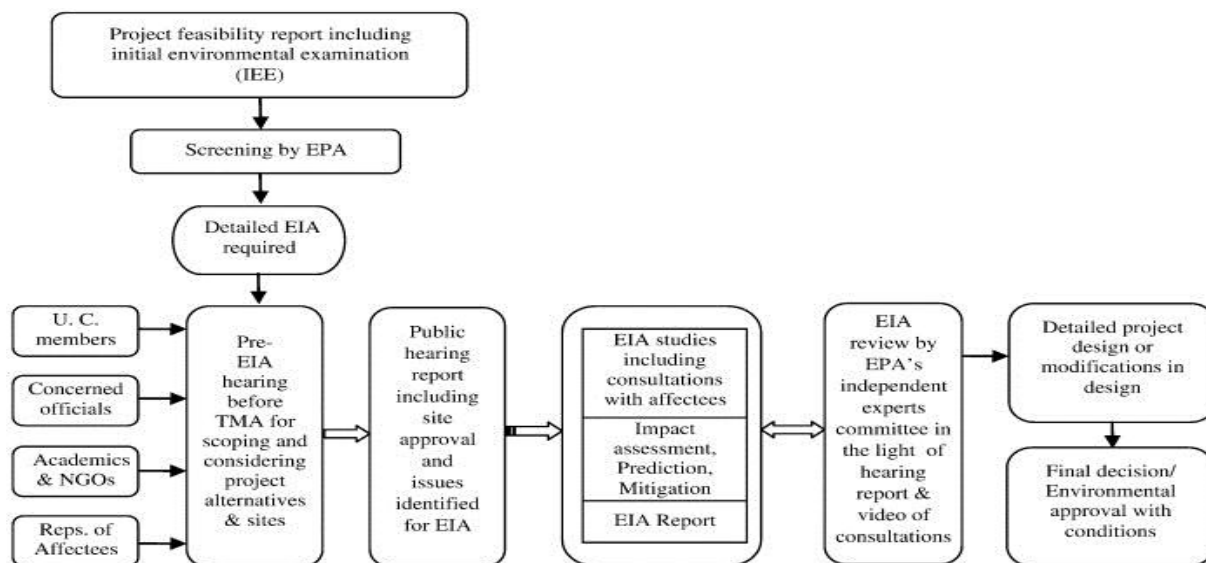 Project feasibility report including
initial environmental examination
(IEE)
Screening by EPA
Detailed EIA
required
U. C.
members
Concerned
officials
Academics
& NGOs
Reps. of
Affectees
Pre-
EIA
hearing
before
TMA for
scoping and
considering
project
alternatives
& sites
Public
hearing
report
including
site
approval
and
issues
identified
for EIA
EIA studies
including
consultations
with affectees
Impact
assessment,
Prediction,
Mitigation
EIA Report
EIA
review by
EPA's
independent
experts
committee in
the light of
hearing
report &
video of
consultations
Detailed project
design or
modifications in
design
Final decision/
Environmental
approval with
conditions